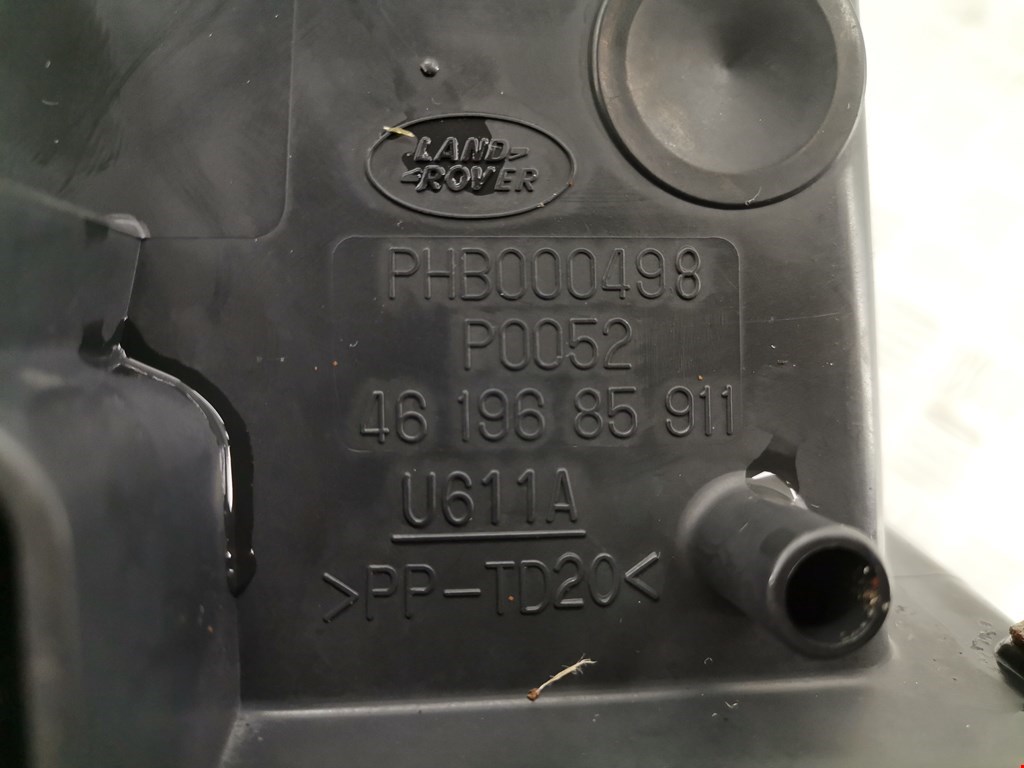 LAND-
ROVER
PHB000498
P0052
46 196 85 911
U611A
>PP-TD20<